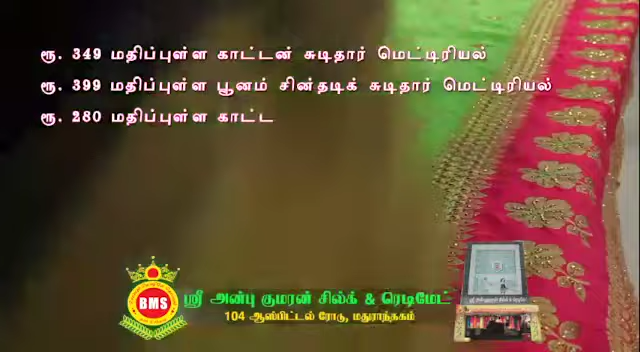 ரூ. 349 மதிப்புள்ள காட்டன் சுடிதார் மெட்டிரியல்
ரூ. 399 மதிப்புள்ள பூனம் சின்தடிக் சுடிதார் மெட்டிரியல்
ரூ. 280 மதிப்புள்ள காட்ட
BMS
ஸ்ரீ அன்பு குமரன் சில்க் & ரெடிமேட்
104 ஆஸ்பிட்டல் ரோடு, மதுராந்தகம்